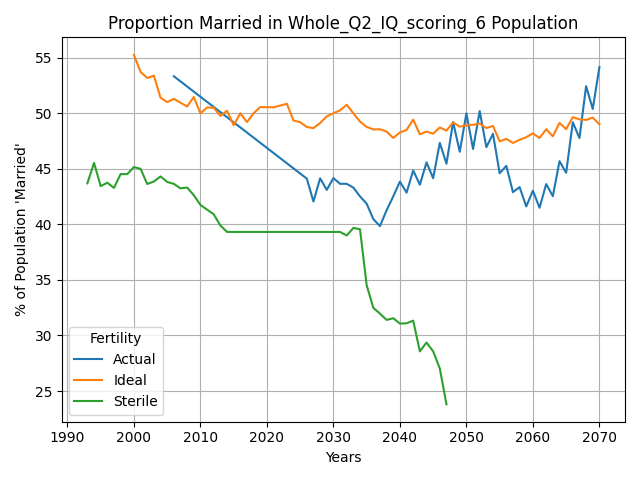 Proportion Married in Whole_Q2_IQ_scoring_6 Population
% of Population 'Married'
55
50
45
40
35
30
25
Fertility
Actual
Ideal
Sterile
1990 2000 2010 2020 2030 2040 2050 2060 2070
Years